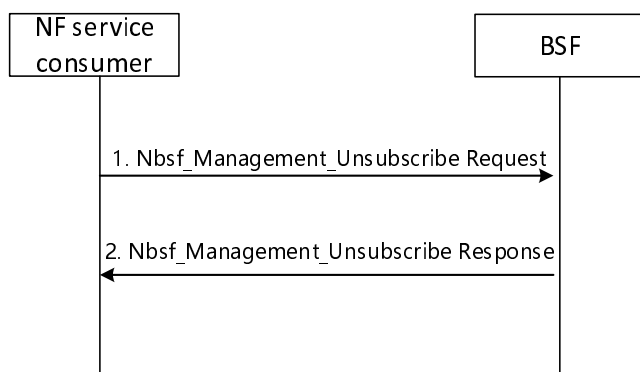 NF service
consumer
BSF
1. Nbsf_Management_Unsubscribe Request
2. Nbsf_Management_Unsubscribe Response